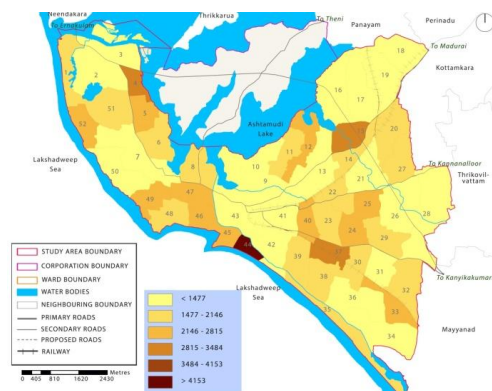 Neendakara
To Ernakulam
Thrikkarua
To Theni
Panayam
Perinadu
To Madurai
Kottamkara
Ashtamudi
Lake
To Kannanalloor
Thrikovil-
vattam
Lakshadweep
Sea
Lakshadweep
Sea
To Kanyikakumar
Mayyanad
1
2
3
4
5
6
7
8
9
10
11
12
13
14
16
17
18
19
20
21
22
23
24
25
26
27
28
29
30
31
32
33
34
35
36
38
39
40
41
42
43
44
45
46
47
48
49
50
51
52
STUDY AREA BOUNDARY
CORPORATION BOUNDARY
WARD BOUNDARY
WATER BODIES
NEIGHBOURING BOUNDARY
PRIMARY ROADS
SECONDARY ROADS
PROPOSED ROADS
RAILWAY
0 405 810 1620 2430 Metres
< 1477
1477 - 2146
2146 - 2815
2815 - 3484
3484 - 4153
> 4153